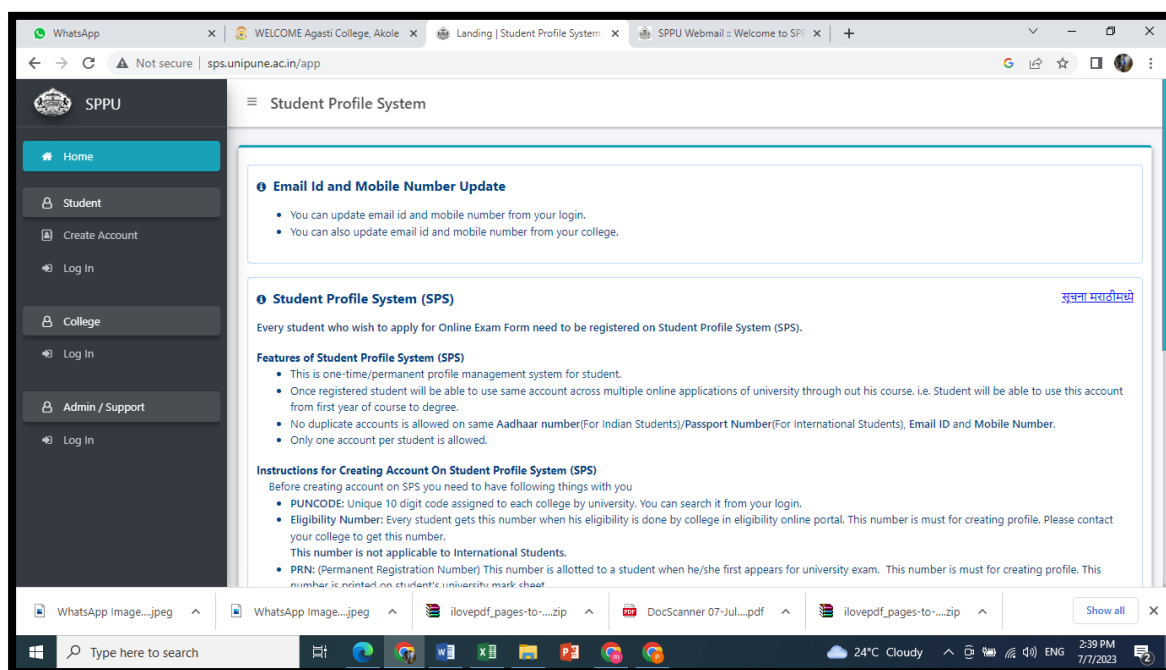 WhatsApp
WELCOME Agasti College, Akole
Landing | Student Profile System
SPPU Webmail :: Welcome to SPP
Not secure | sps.unipune.ac.in/app
SPPU
Student Profile System
Home
Student
Create Account
Log In
College
Log In
Admin / Support
Log In
Email Id and Mobile Number Update
You can update email id and mobile number from your login.
You can also update email id and mobile number from your college.
Student Profile System (SPS)
सूचना मराठीमध्ये
Every student who wish to apply for Online Exam Form need to be registered on Student Profile System (SPS).
Features of Student Profile System (SPS)
This is one-time/permanent profile management system for student.
Once registered student will be able to use same account across multiple online applications of university through out his course. i.e. Student will be able to use this account
from first year of course to degree.
No duplicate accounts is allowed on same Aadhaar number(For Indian Students)/Passport Number(For International Students), Email ID and Mobile Number.
Only one account per student is allowed.
Instructions for Creating Account On Student Profile System (SPS)
Before creating account on SPS you need to have following things with you
PUNCODE: Unique 10 digit code assigned to each college by university. You can search it from your login.
Eligibility Number: Every student gets this number when his eligibility is done by college in eligibility online portal. This number is must for creating profile. Please contact
your college to get this number.
This number is not applicable to International Students.
PRN: (Permanent Registration Number) This number is allotted to a student when he/she first appears for university exam. This number is must for creating profile. This
number is printed on student's university mark sheet
WhatsApp Image....jpeg
WhatsApp Image....jpeg
ilovepdf_pages-to-....zip
DocScanner 07-Jul....pdf
ilovepdf_pages-to-....zip
Show all
Type here to search
24°C Cloudy
ENG
2:39 PM
7/7/2023
2